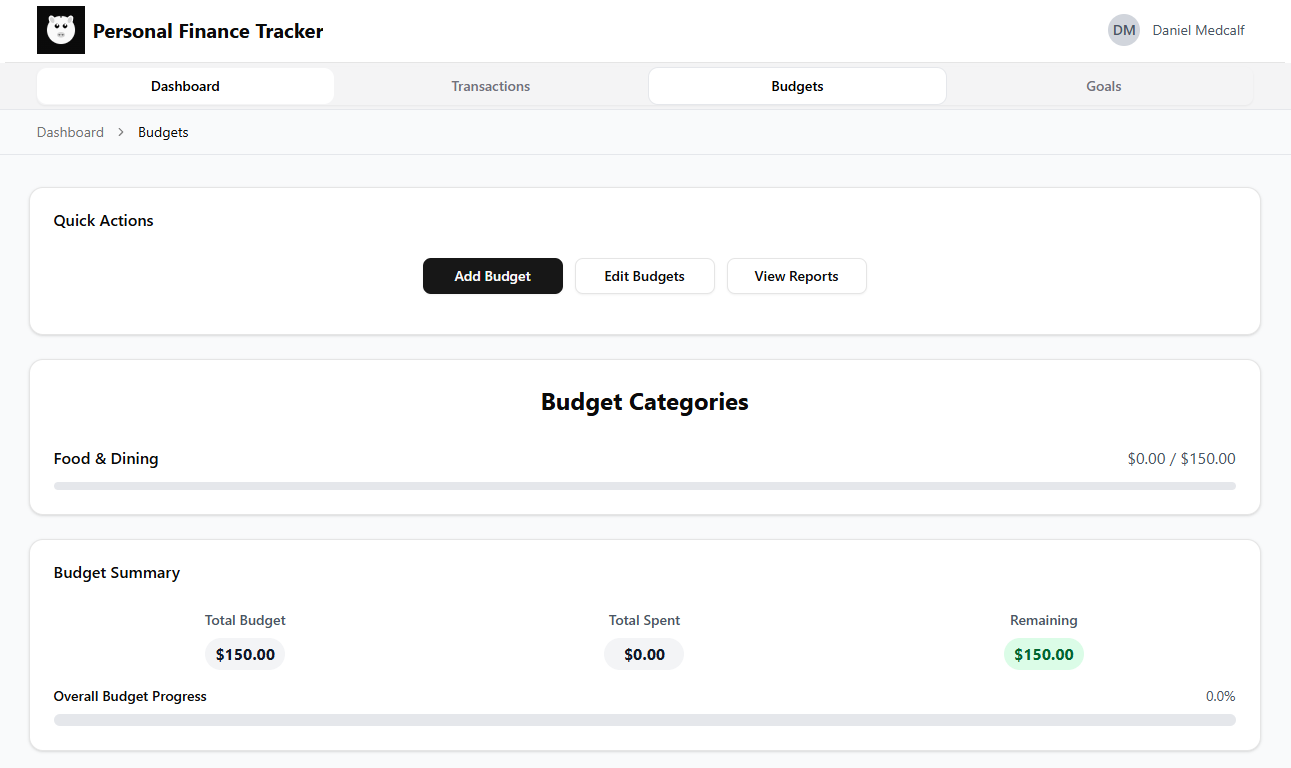 Personal Finance Tracker
DM Daniel Medcalf
Dashboard Transactions Budgets Goals
Dashboard > Budgets
Quick Actions
Add Budget Edit Budgets View Reports
Budget Categories
Food & Dining $0.00 / $150.00
Budget Summary
Total Budget Total Spent Remaining
$150.00 $0.00 $150.00
Overall Budget Progress 0.0%